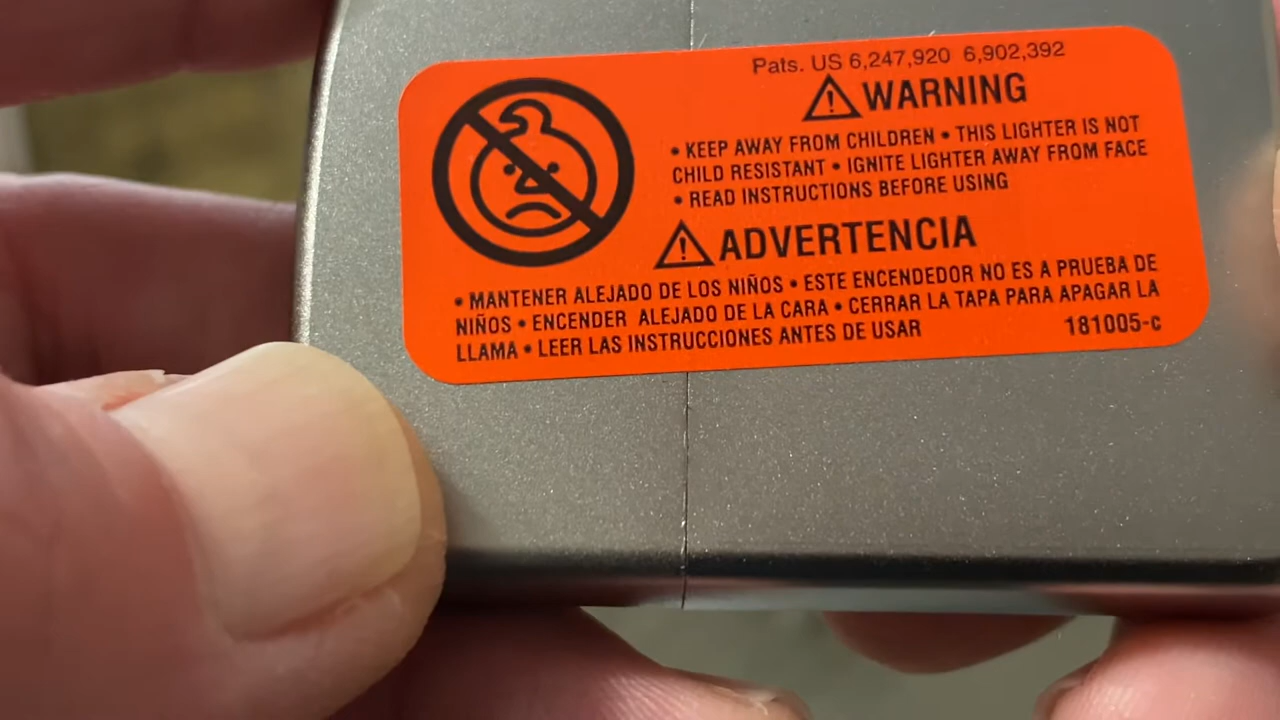 Pats. US 6,247,920 6,902,392
WARNING
• KEEP AWAY FROM CHILDREN • THIS LIGHTER IS NOT
CHILD RESISTANT • IGNITE LIGHTER AWAY FROM FACE
• READ INSTRUCTIONS BEFORE USING
ADVERTENCIA
• MANTENER ALEJADO DE LOS NIÑOS • ESTE ENCENDEDOR NO ES A PRUEBA DE
NIÑOS • ENCENDER ALEJADO DE LA CARA • CERRAR LA TAPA PARA APAGAR LA
LLAMA • LEER LAS INSTRUCCIONES ANTES DE USAR 181005-c